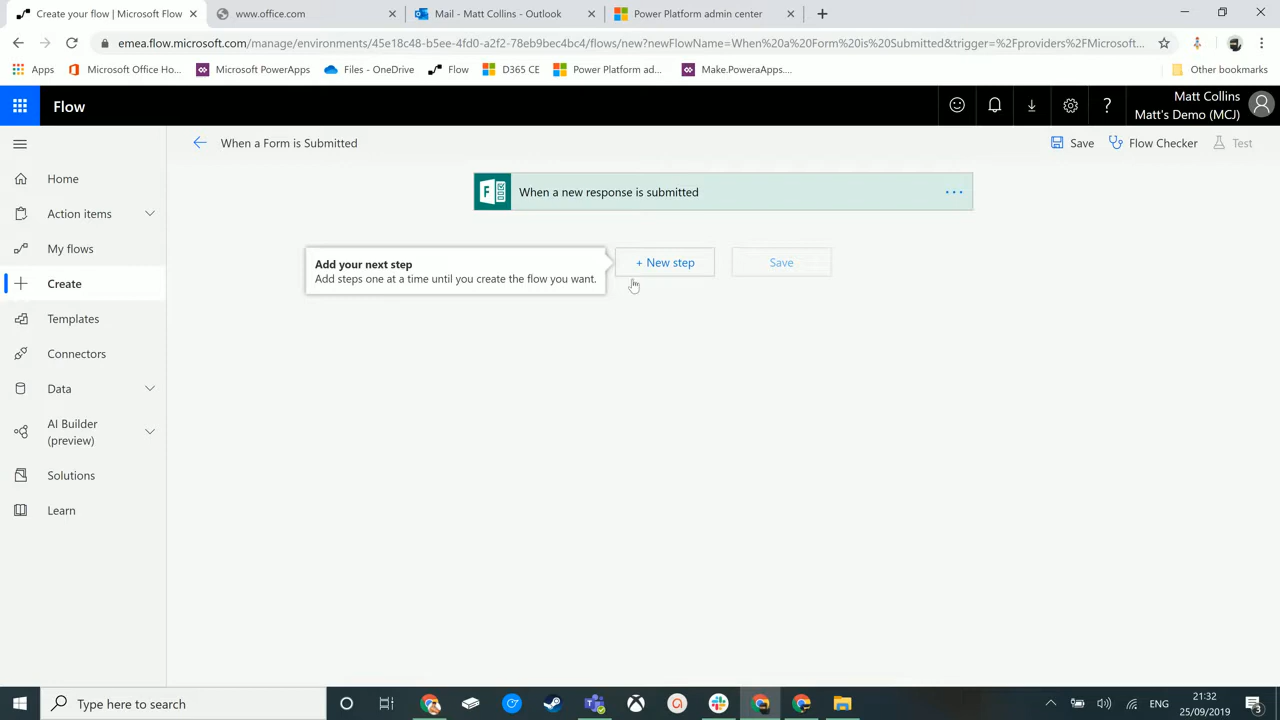 Create your flow | Microsoft Flow
www.office.com
Mail - Matt Collins - Outlook
Power Platform admin center
emea.flow.microsoft.com/manage/environments/45e18c48-b5ee-4fd0-a2f2-78eb9bec4bc4/flows/new?newFlowName=When%20a%20Form%20is%20Submitted&trigger=%2Fproviders%2FMicrosoft...
Apps
Microsoft Office Ho...
Microsoft PowerApps
Files - OneDrive
Flow
D365 CE
Power Platform ad...
Make.PoweraApps....
Other bookmarks
Flow
?
Matt Collins
Matt's Demo (MCJ)
When a Form is Submitted
Save
Flow Checker
Test
Home
Action items
My flows
Create
Templates
Connectors
Data
AI Builder
(preview)
Solutions
Learn
F
When a new response is submitted
...
Add your next step
Add steps one at a time until you create the flow you want.
+ New step
Save
Type here to search
ENG
21:32
25/09/2019
3